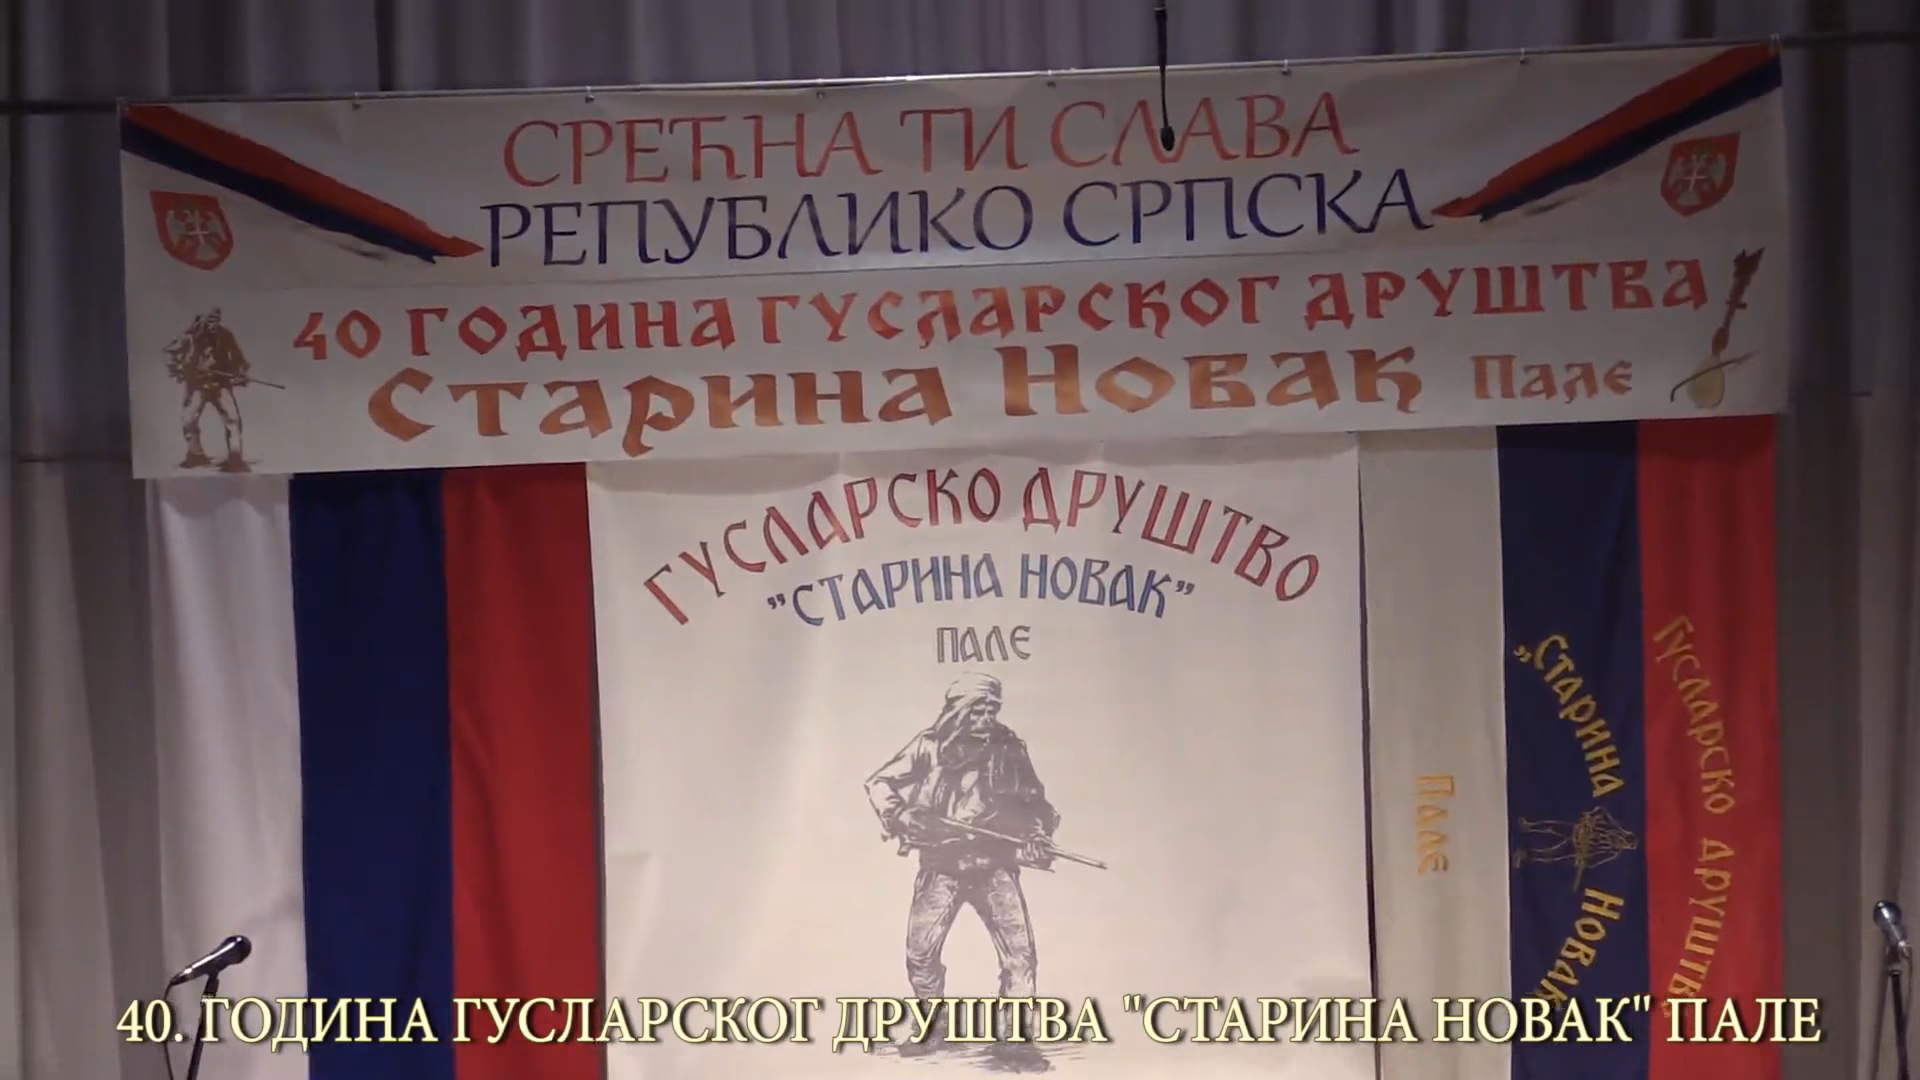 СРЕЋНА ТИ СЛАВА
РЕПУБЛИКО СРПСКА
40 ГОДИНА ГУСЛАРСКОГ ДРУШТВА
СТАРИНА НОВАК ПАЛЕ
ГУСЛАРСКО ДРУШТВО
"СТАРИНА НОВАК"
ПАЛЕ
Гусларско друштв
"Старина Новак
Пале
40. ГОДИНА ГУСЛАРСКОГ ДРУШТВА "СТАРИНА НОВАК" ПАЛЕ